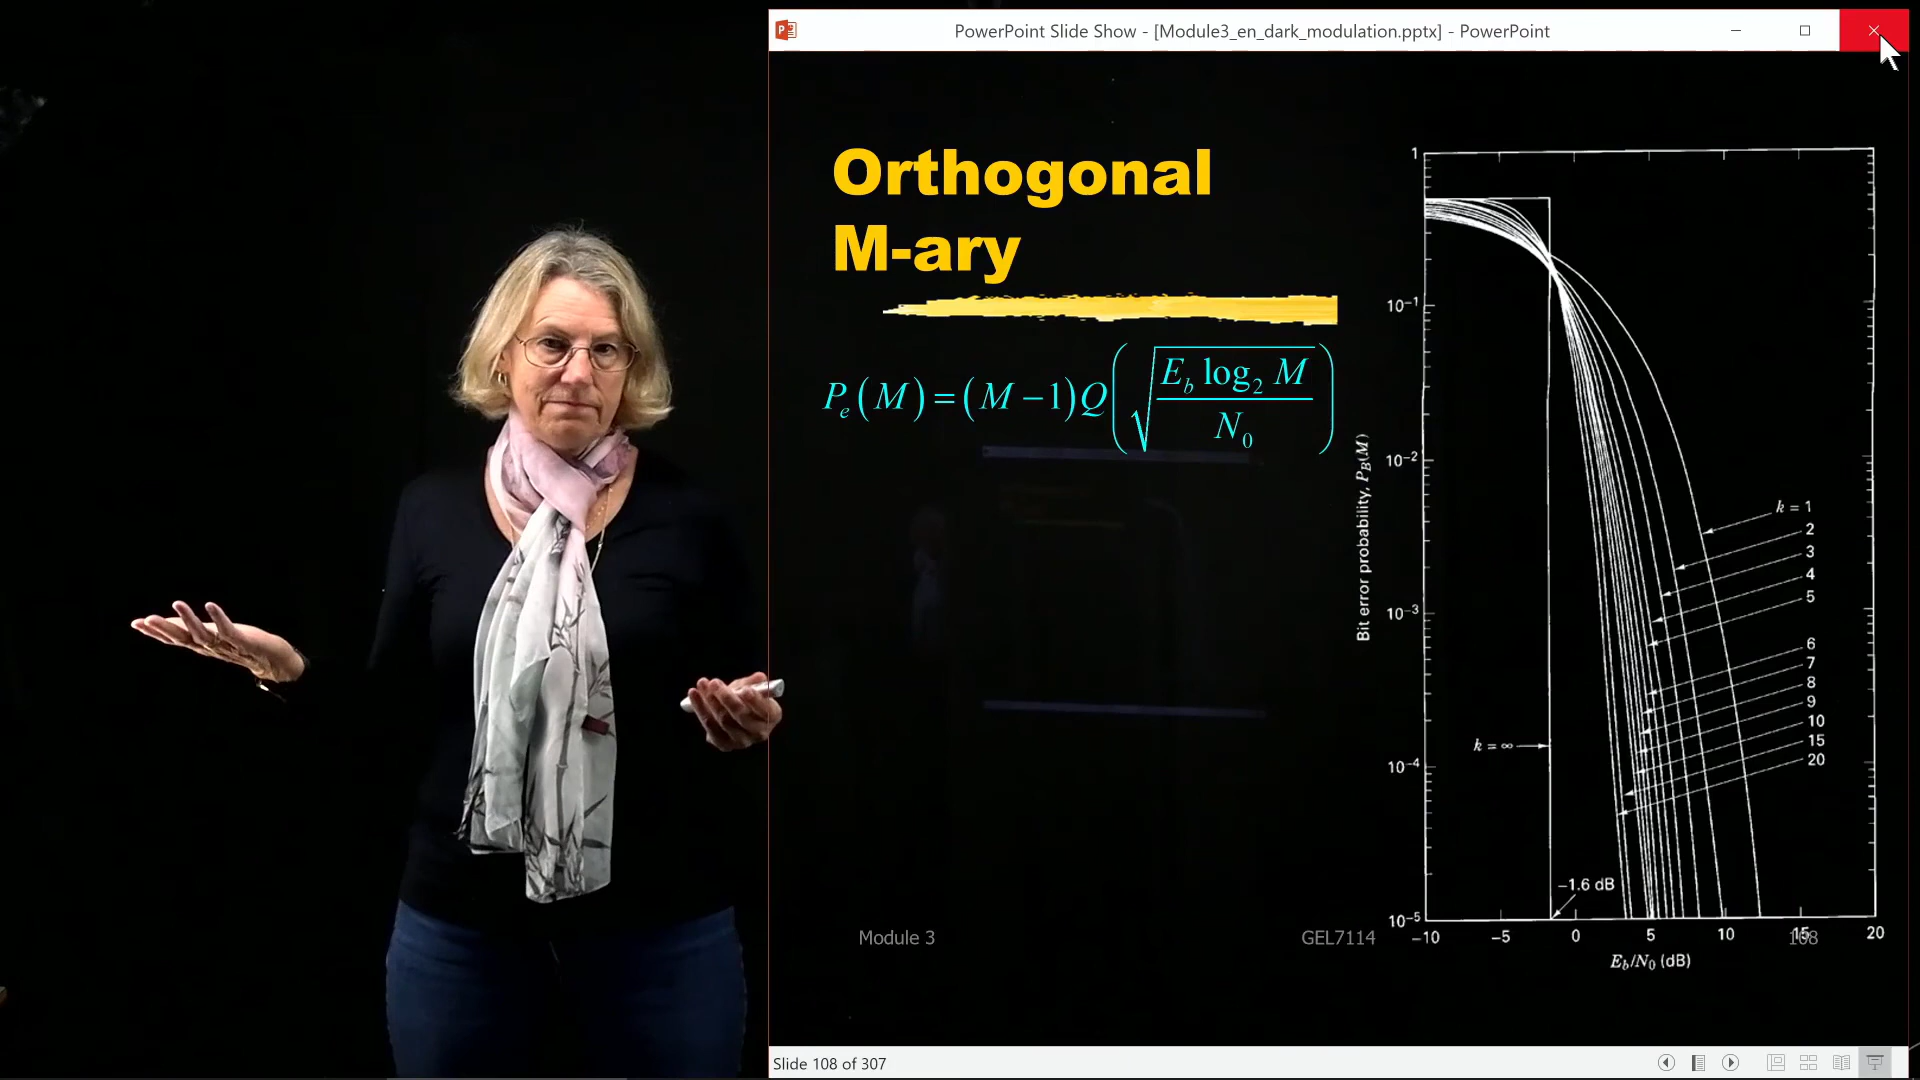 PowerPoint Slide Show - [Module3_en_dark_modulation.pptx] - PowerPoint
Orthogonal
M-ary
P_e(M) = (M − 1)Q(√(E_b log_2 M / N_0))
1
10^-1
10^-2
10^-3
10^-4
10^-5
Bit error probability, P_B(M)
k = 1
2
3
4
5
6
7
8
9
10
15
20
k = ∞
−1.6 dB
−10 −5 0 5 10 15 20
E_b/N_0 (dB)
Module 3 GEL7114 108
Slide 108 of 307